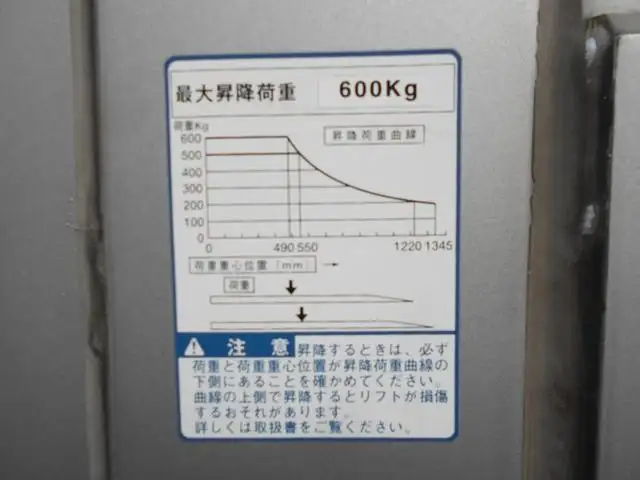 最大昇降荷重 600Kg
荷重Kg
昇降荷重曲線
600
500
400
300
200
100
0
0 490 550 1220 1345
荷重重心位置（mm） →
荷重
注意 昇降するときは、必ず
荷重と荷重重心位置が昇降荷重曲線の
下側にあることを確かめてください。
曲線の上側で昇降するとリフトが損傷
するおそれがあります。
詳しくは取扱書をご覧ください。